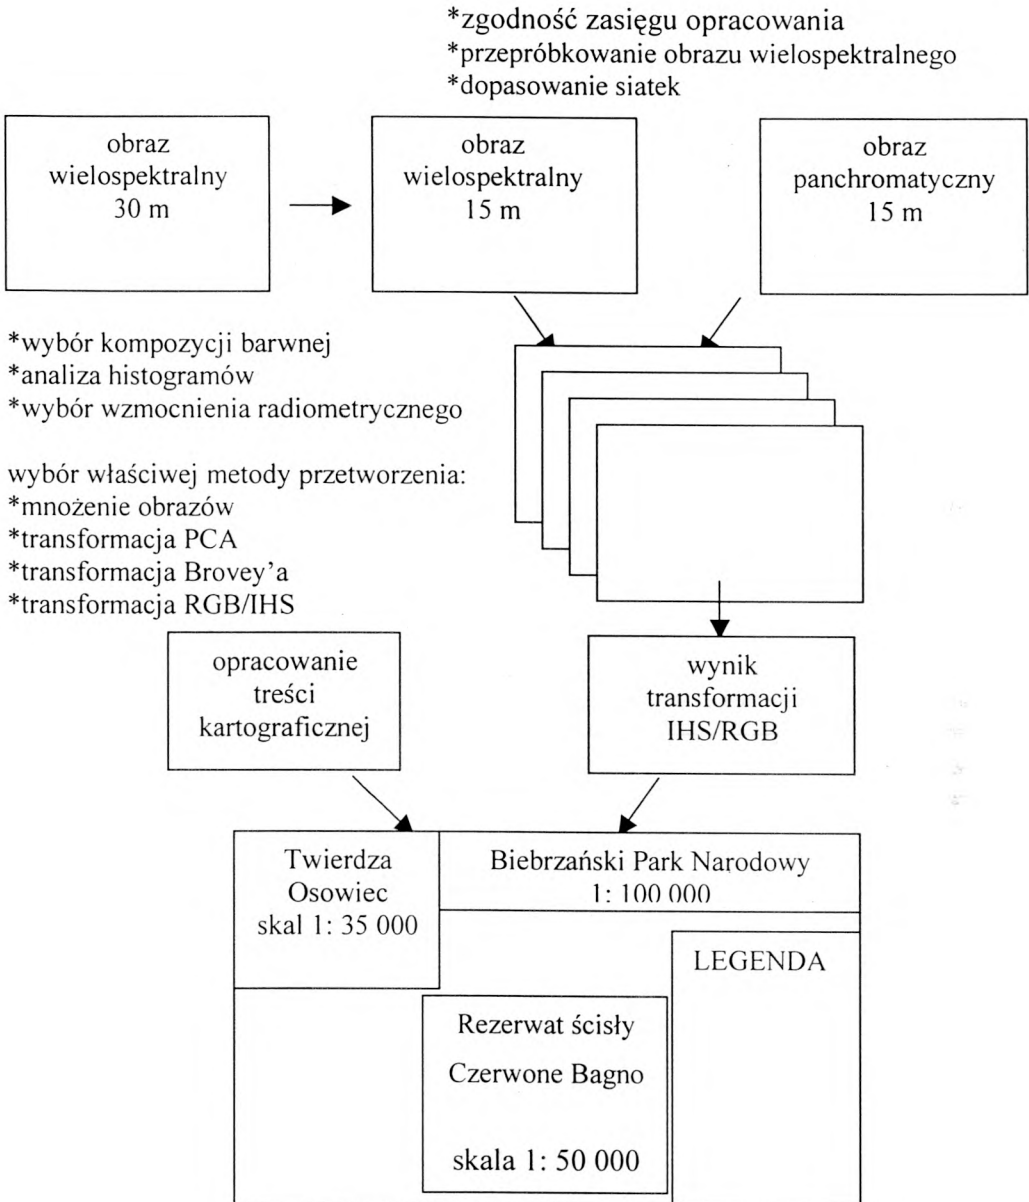 *zgodność zasięgu opracowania
*przepróbkowanie obrazu wielospektralnego
*dopasowanie siatek
obraz
wielospektralny
30 m
obraz
wielospektralny
15 m
obraz
panchromatyczny
15 m
*wybór kompozycji barwnej
*analiza histogramów
*wybór wzmocnienia radiometrycznego
wybór właściwej metody przetworzenia:
*mnożenie obrazów
*transformacja PCA
*transformacja Brovey’a
*transformacja RGB/IHS
opracowanie
treści
kartograficznej
wynik
transformacji
IHS/RGB
Twierdza
Osowiec
skal 1: 35 000
Biebrzański Park Narodowy
1: 100 000
LEGENDA
Rezerwat ścisły
Czerwone Bagno
skala 1: 50 000